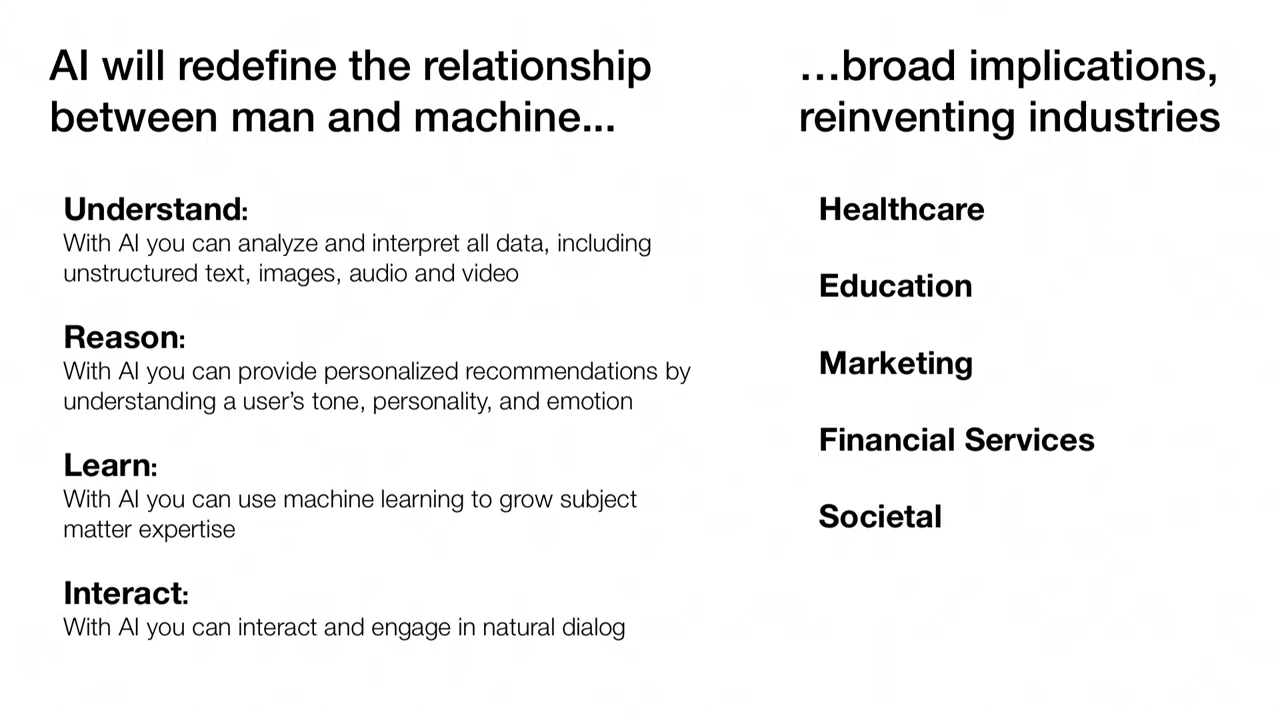 AI will redefine the relationship
between man and machine...
Understand:
With AI you can analyze and interpret all data, including
unstructured text, images, audio and video
Reason:
With AI you can provide personalized recommendations by
understanding a user’s tone, personality, and emotion
Learn:
With AI you can use machine learning to grow subject
matter expertise
Interact:
With AI you can interact and engage in natural dialog
…broad implications,
reinventing industries
Healthcare
Education
Marketing
Financial Services
Societal